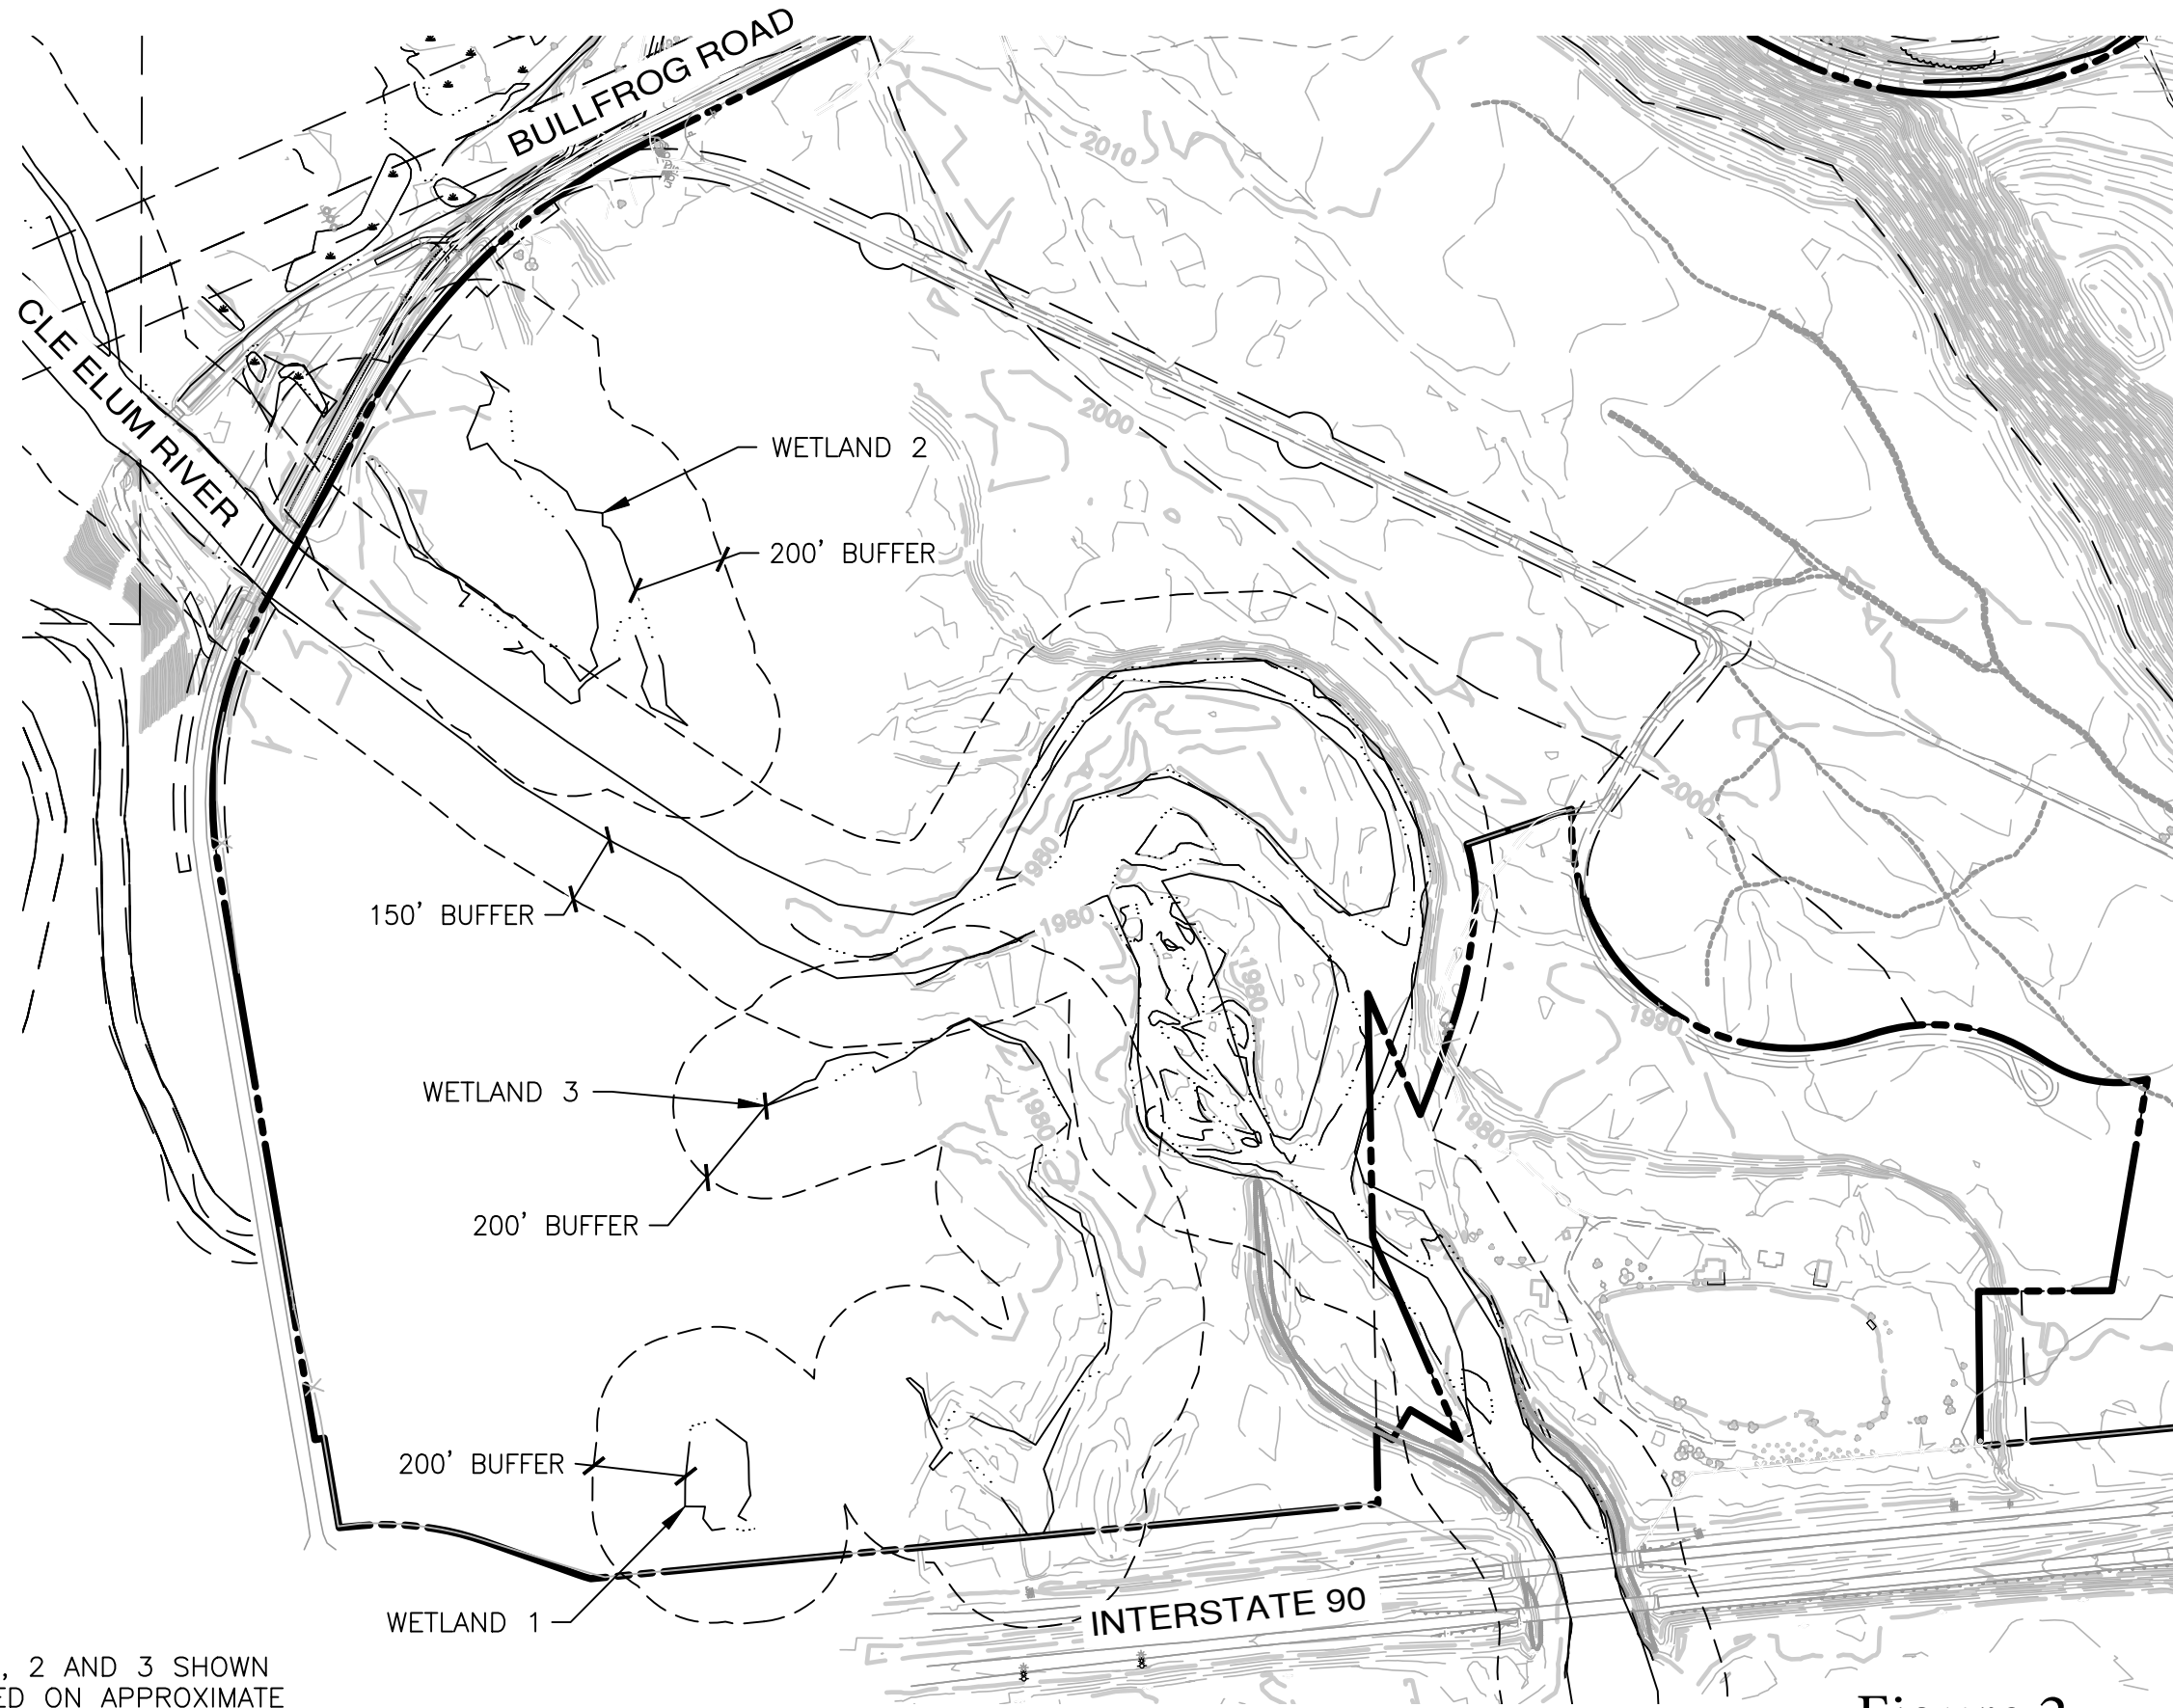 BULLFROG ROAD
2010
CLE ELUM RIVER
2000
WETLAND 2
200' BUFFER
2000
1980
150' BUFFER
1980
1980
1990
WETLAND 3
1980
1980
200' BUFFER
200' BUFFER
WETLAND 1
INTERSTATE 90
, 2 AND 3 SHOWN
ED ON APPROXIMATE